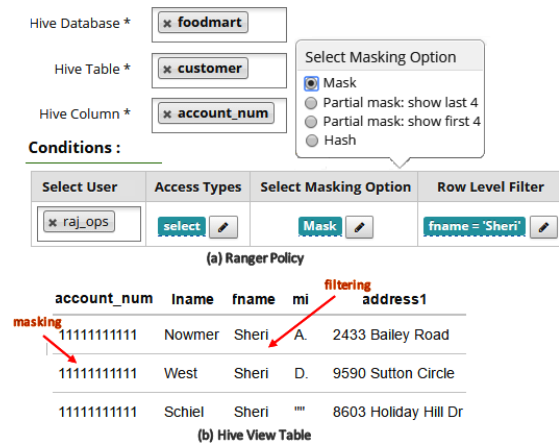 Hive Database *
× foodmart
Hive Table *
× customer
Hive Column *
× account_num
Select Masking Option
Mask
Partial mask: show last 4
Partial mask: show first 4
Hash
Conditions :
Select User Access Types Select Masking Option Row Level Filter
× raj_ops select Mask fname = 'Sheri'
(a) Ranger Policy
filtering
account_num lname fname mi address1
masking
11111111111 Nowmer Sheri A. 2433 Bailey Road
11111111111 West Sheri D. 9590 Sutton Circle
11111111111 Schiel Sheri "" 8603 Holiday Hill Dr
(b) Hive View Table